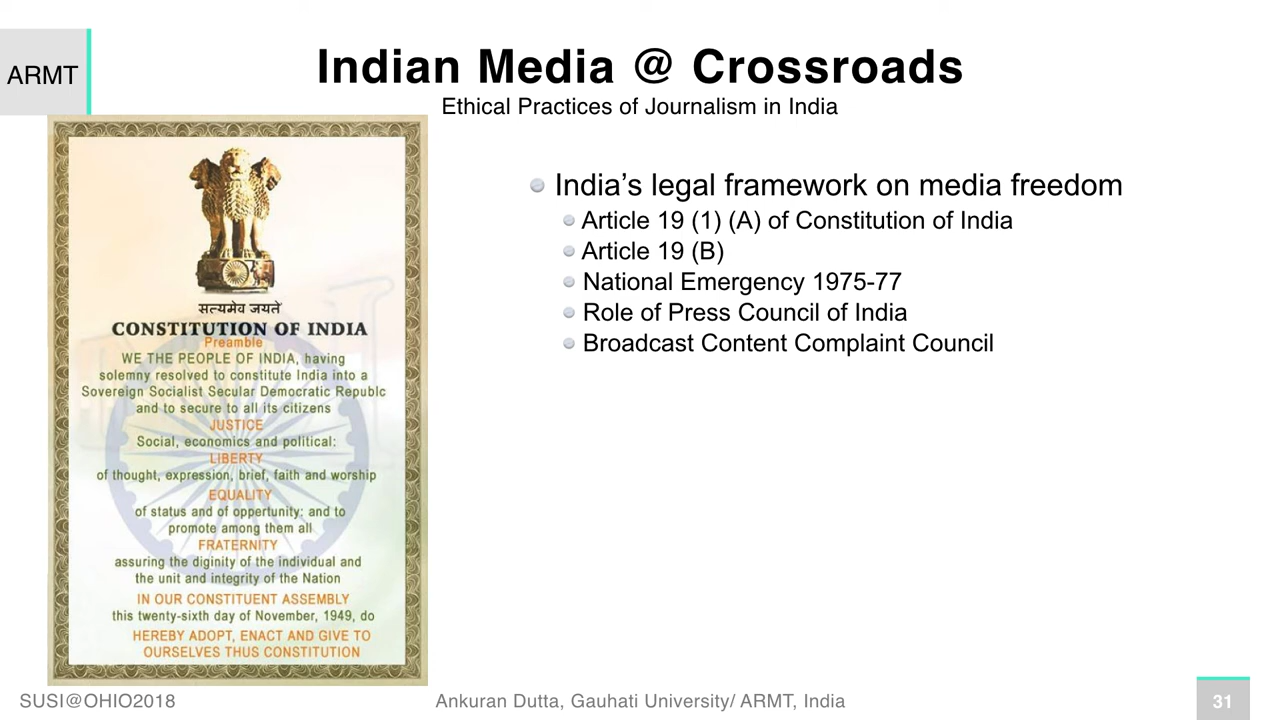 ARMT
Indian Media @ Crossroads
Ethical Practices of Journalism in India
सत्यमेव जयते
CONSTITUTION OF INDIA
Preamble
WE THE PEOPLE OF INDIA, having
solemny resolved to constitute India into a
Sovereign Socialist Secular Democratic Republc
and to secure to all its citizens
JUSTICE
Social, economics and political:
LIBERTY
of thought, expression, brief, faith and worship
EQUALITY
of status and of oppertunity: and to
promote among them all
FRATERNITY
assuring the diginity of the individual and
the unit and integrity of the Nation
IN OUR CONSTITUENT ASSEMBLY
this twenty-sixth day of November, 1949, do
HEREBY ADOPT, ENACT AND GIVE TO
OURSELVES THUS CONSTITUTION
India’s legal framework on media freedom
Article 19 (1) (A) of Constitution of India
Article 19 (B)
National Emergency 1975-77
Role of Press Council of India
Broadcast Content Complaint Council
SUSI@OHIO2018
Ankuran Dutta, Gauhati University/ ARMT, India
31